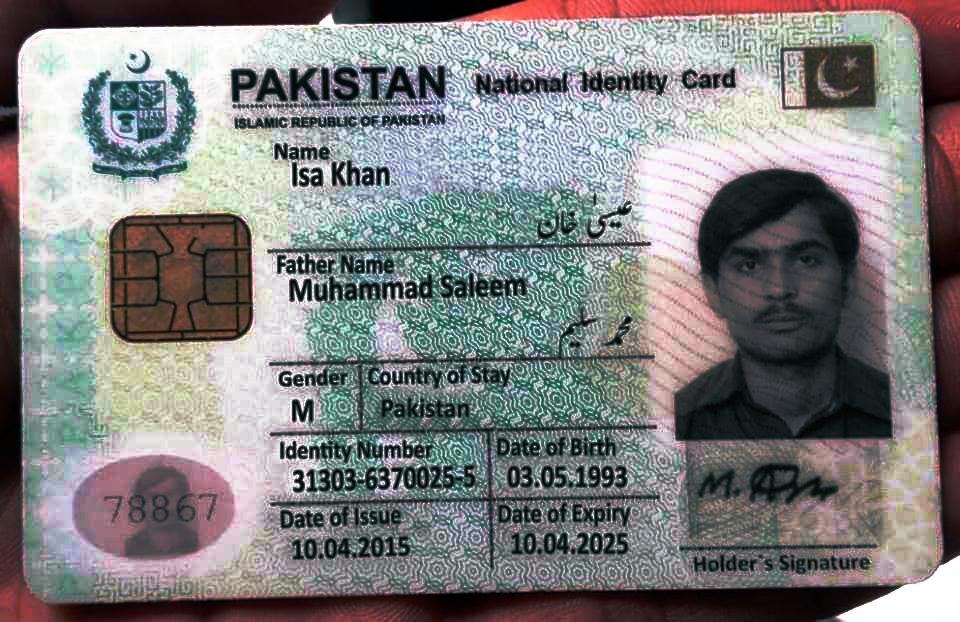 PAKISTAN National Identity Card
ISLAMIC REPUBLIC OF PAKISTAN
Name
Isa Khan
عیسیٰ خان
Father Name
Muhammad Saleem
محمد سلیم
Gender Country of Stay
M Pakistan
Identity Number Date of Birth
31303-6370025-5 03.05.1993
Date of Issue Date of Expiry
10.04.2015 10.04.2025
78867
Holder's Signature